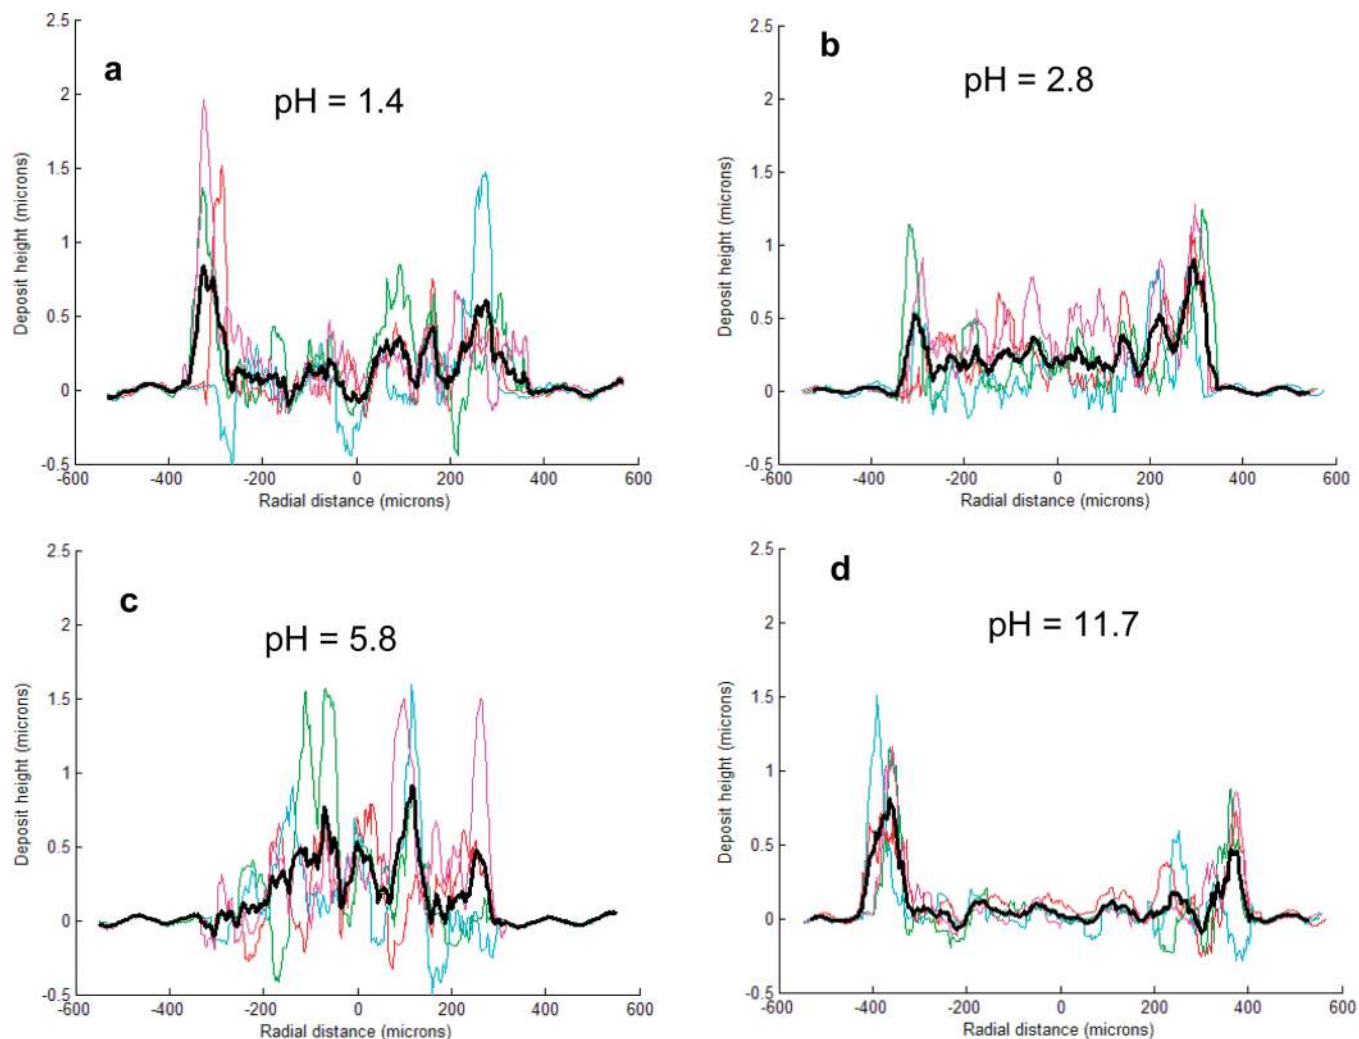 a
pH = 1.4
2.5
2
1.5
1
0.5
0
-0.5
Deposit height (microns)
-600 -400 -200 0 200 400 600
Radial distance (microns)
b
pH = 2.8
2.5
2
1.5
1
0.5
0
-0.5
Deposit height (microns)
-600 -400 -200 0 200 400 600
Radial distance (microns)
c
pH = 5.8
2.5
2
1.5
1
0.5
0
-0.5
Deposit height (microns)
-600 -400 -200 0 200 400 600
Radial distance (microns)
d
pH = 11.7
2.5
2
1.5
1
0.5
0
-0.5
Deposit height (microns)
-600 -400 -200 0 200 400 600
Radial distance (microns)